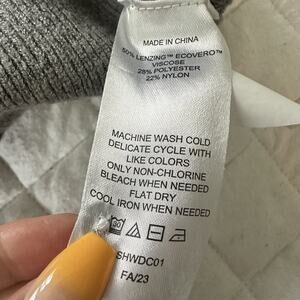 MADE IN CHINA
50% LENZING™ ECOVERO™
VISCOSE
28% POLYESTER
22% NYLON
MACHINE WASH COLD
DELICATE CYCLE WITH
LIKE COLORS
ONLY NON-CHLORINE
BLEACH WHEN NEEDED
FLAT DRY
COOL IRON WHEN NEEDED
30
SHWDC01
FA/23